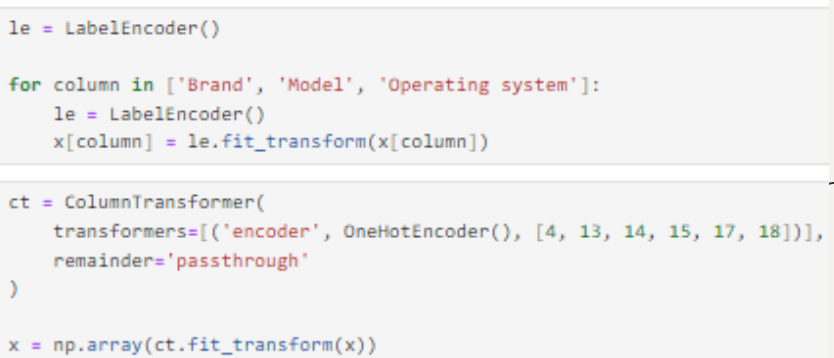 le = LabelEncoder()
for column in ['Brand', 'Model', 'Operating system']:
    le = LabelEncoder()
    x[column] = le.fit_transform(x[column])
ct = ColumnTransformer(
    transformers=[('encoder', OneHotEncoder(), [4, 13, 14, 15, 17, 18])],
    remainder='passthrough'
)
x = np.array(ct.fit_transform(x))